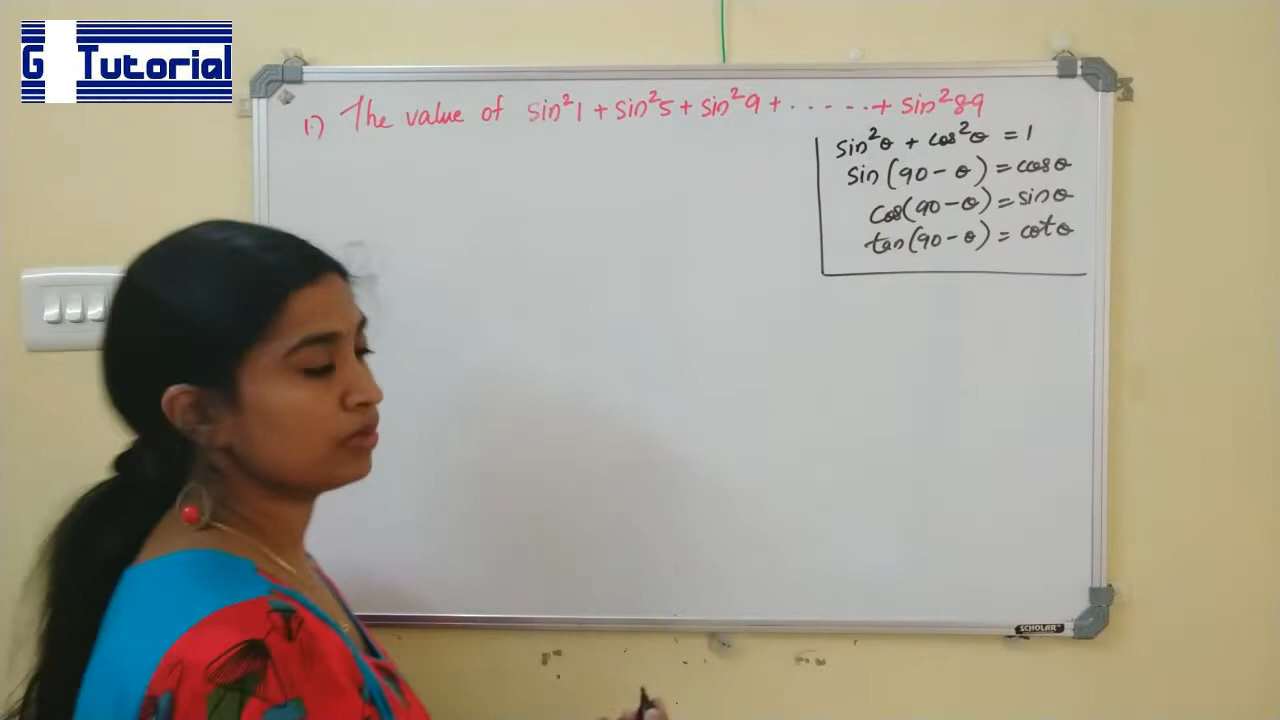 G Tutorial
1.) The value of sin²1 + sin²5 + sin²9 + ..... + sin²89
sin²θ + cos²θ = 1
sin(90 - θ) = cosθ
cos(90 - θ) = sinθ
tan(90 - θ) = cotθ
SCHOLAR